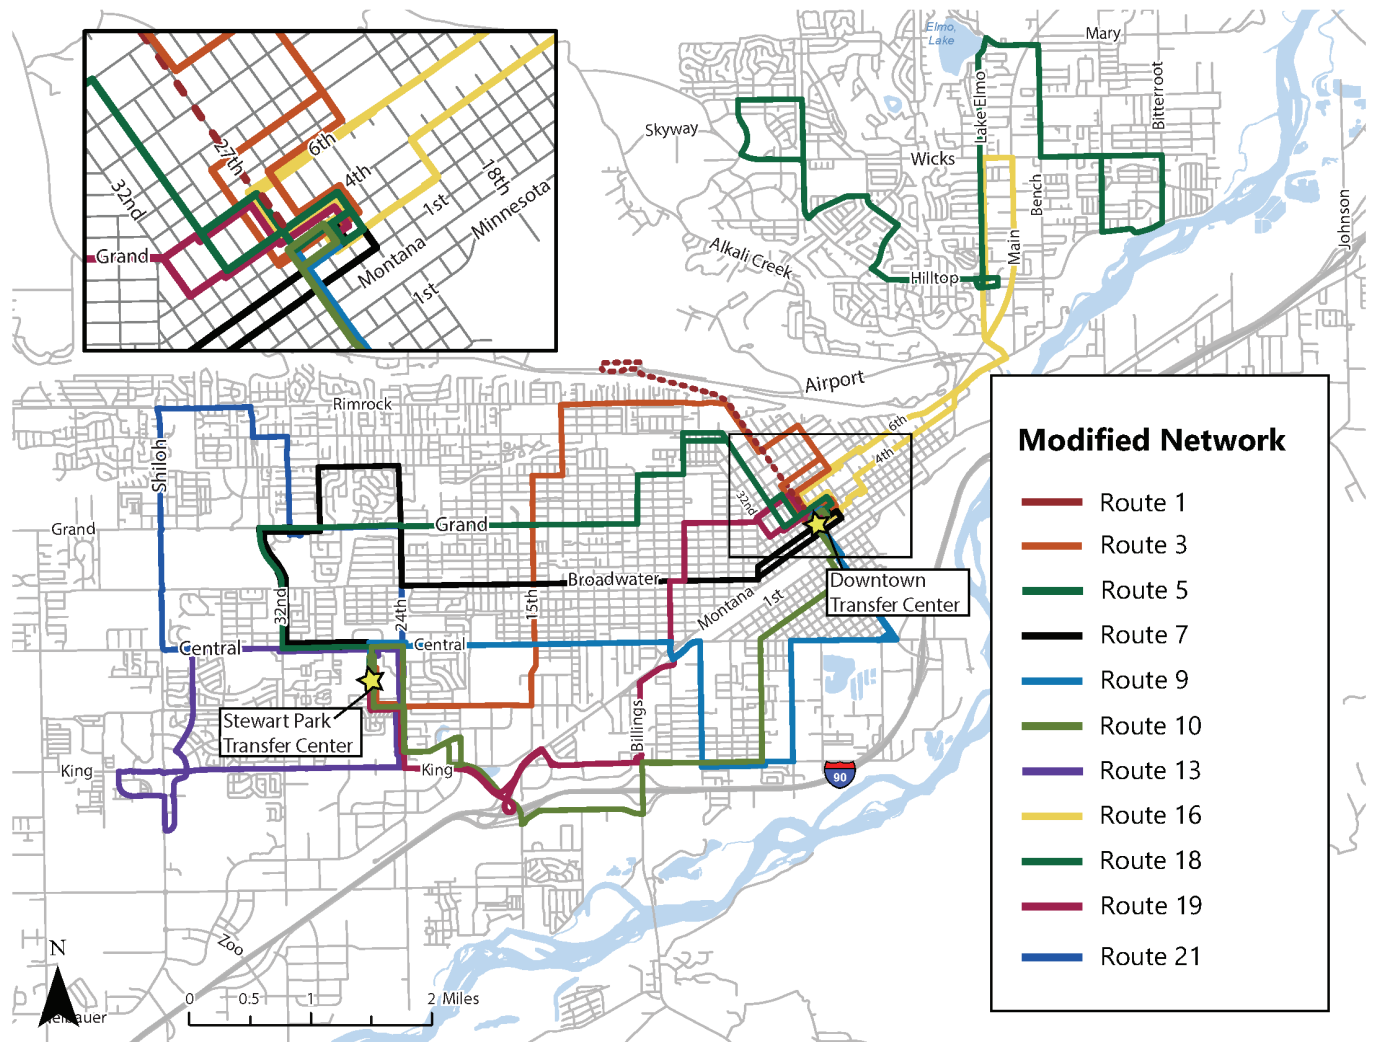 Elmo,
Lake
Mary
Lake Elmo
Bitterroot
Skyway
Wicks
Bench
Johnson
Main
Alkali Creek
Hilltop
27th
6th
4th
18th
32nd
1st
Minnesota
Grand
Montana
1st
Airport
Rimrock
6th
4th
Shiloh
32nd
Grand
Grand
Broadwater
Downtown
Transfer Center
32nd
24th
15th
Montana
1st
Central
Central
Stewart Park
Transfer Center
Billings
King
King
90
Zoo
N
0
0.5
1
2 Miles
Modified Network
Route 1
Route 3
Route 5
Route 7
Route 9
Route 10
Route 13
Route 16
Route 18
Route 19
Route 21